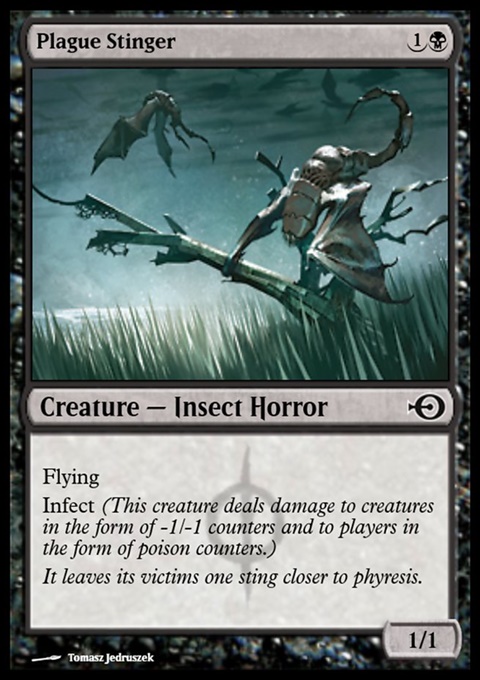 Plague Stinger 1
Creature — Insect Horror
Flying
Infect (This creature deals damage to creatures
in the form of -1/-1 counters and to players in
the form of poison counters.)
It leaves its victims one sting closer to phyresis.
1/1
Tomasz Jedruszek